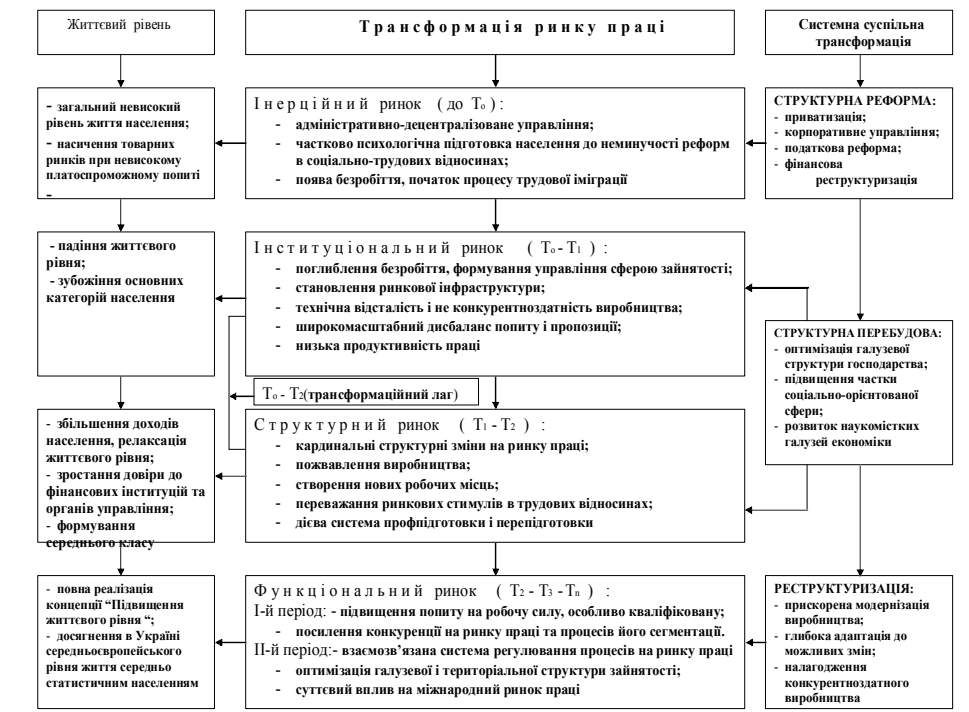 Життєвий рівень
Трансформація ринку праці
Системна суспільна
трансформація
- загальний невисокий
рівень життя населення;
- насичення товарних
ринків при невисокому
платоспроможному попиті
-
Інерційний ринок (до Tо):
- адміністративно-децентралізоване управління;
- частково психологічна підготовка населення до неминучості реформ
в соціально-трудових відносинах;
- поява безробіття, початок процесу трудової іміграції
СТРУКТУРНА РЕФОРМА:
- приватизація;
- корпоративне управління;
- податкова реформа;
- фінансова
реструктуризація
- падіння життєвого
рівня;
- зубожіння основних
категорій населення
Інституціональний ринок (Tо-T1):
- поглиблення безробіття, формування управління сферою зайнятості;
- становлення ринкової інфраструктури;
- технічна відсталість і не конкурентноздатність виробництва;
- широкомасштабний дисбаланс попиту і пропозиції;
- низька продуктивність праці
СТРУКТУРНА ПЕРЕБУДОВА:
- оптимізація галузевої
структури господарства;
- підвищення частки
соціально-орієнтованої
сфери;
- розвиток наукомістких
галузей економіки
Tо - T2(трансформаційний лаг)
- збільшення доходів
населення, релаксація
життєвого рівня;
- зростання довіри до
фінансових інституцій та
органів управління;
- формування
середнього класу
Структурний ринок (T1-T2) :
- кардинальні структурні зміни на ринку праці;
- пожвавлення виробництва;
- створення нових робочих місць;
- переважання ринкових стимулів в трудових відносинах;
- дієва система профпідготовки і перепідготовки
- повна реалізація
концепції “Підвищення
життєвого рівня “;
- досягнення в Україні
середньоєвропейського
рівня життя середньо
статистичним населенням
Функціональний ринок (T2-T3-Tn) :
І-й період: - підвищення попиту на робочу силу, особливо кваліфіковану;
- посилення конкуренції на ринку праці та процесів його сегментації.
ІІ-й період:- взаємозв’язана система регулювання процесів на ринку праці
- оптимізація галузевої і територіальної структури зайнятості;
- суттєвий вплив на міжнародний ринок праці
РЕСТРУКТУРИЗАЦІЯ:
- прискорена модернізація
виробництва;
- глибока адаптація до
можливих змін;
- налагодження
конкурентноздатного
виробництва